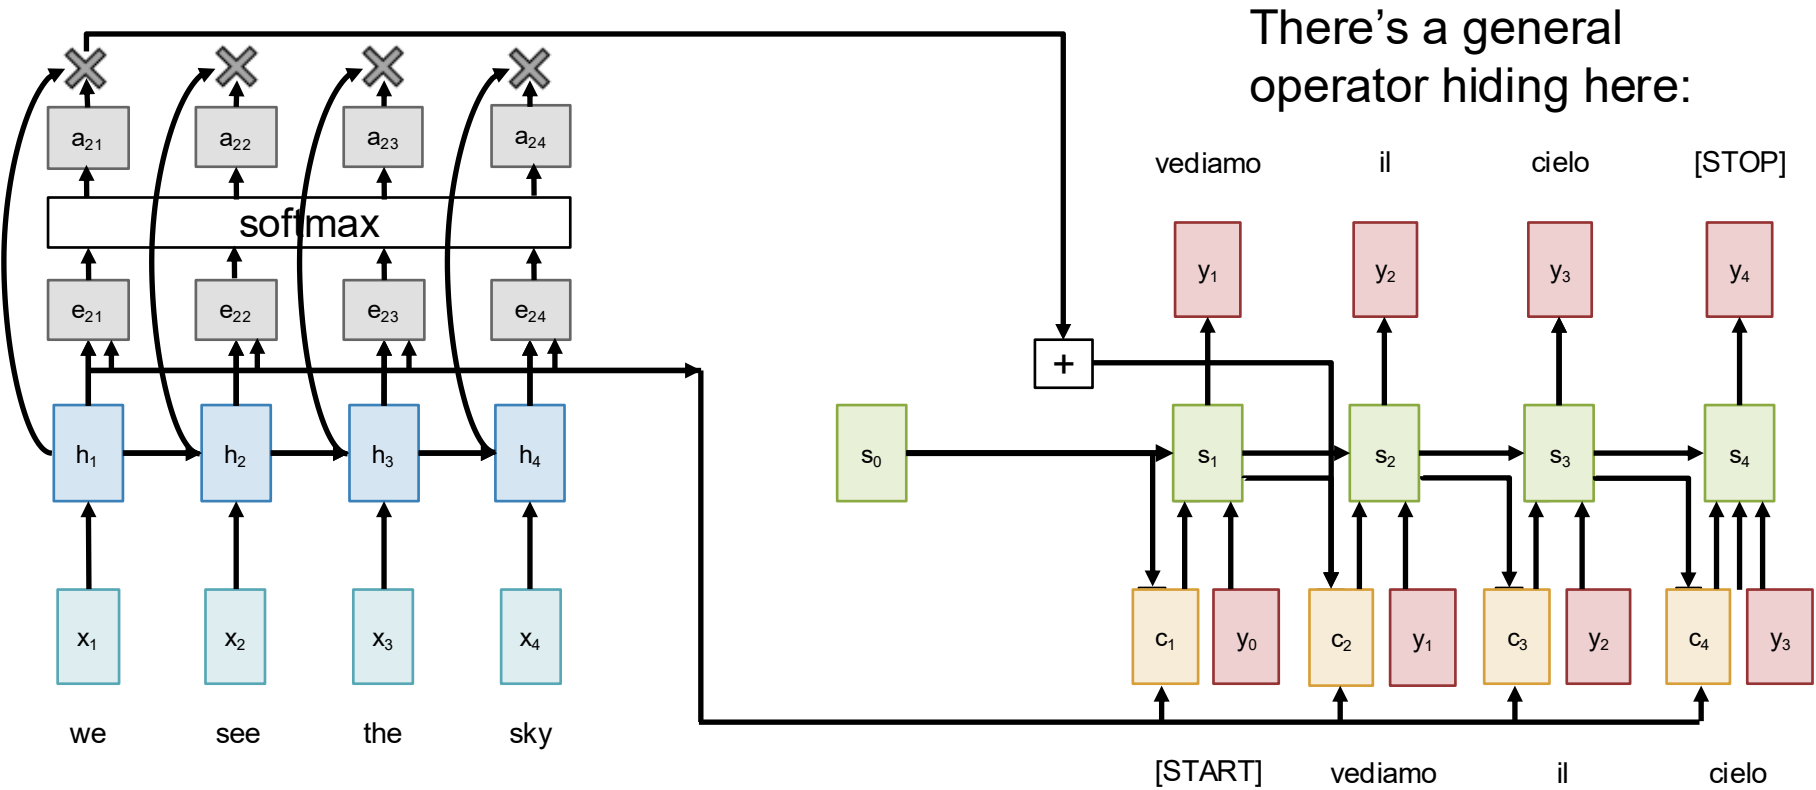 There’s a general
operator hiding here:
a21 a22 a23 a24
vediamo il cielo [STOP]
softmax
y1 y2 y3 y4
e21 e22 e23 e24
+
h1 h2 h3 h4 s0 s1 s2 s3 s4
x1 x2 x3 x4 c1 y0 c2 y1 c3 y2 c4 y3
we see the sky
[START] vediamo il cielo